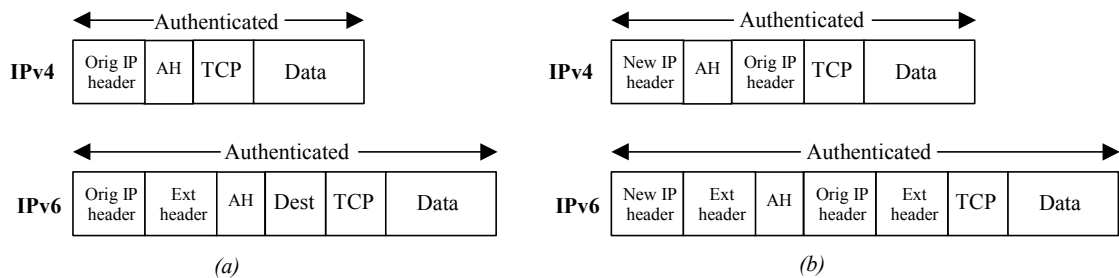 Authenticated
IPv4
Orig IP header
AH
TCP
Data
Authenticated
IPv6
Orig IP header
Ext header
AH
Dest
TCP
Data
(a)
Authenticated
IPv4
New IP header
AH
Orig IP header
TCP
Data
Authenticated
IPv6
New IP header
Ext header
AH
Orig IP header
Ext header
TCP
Data
(b)